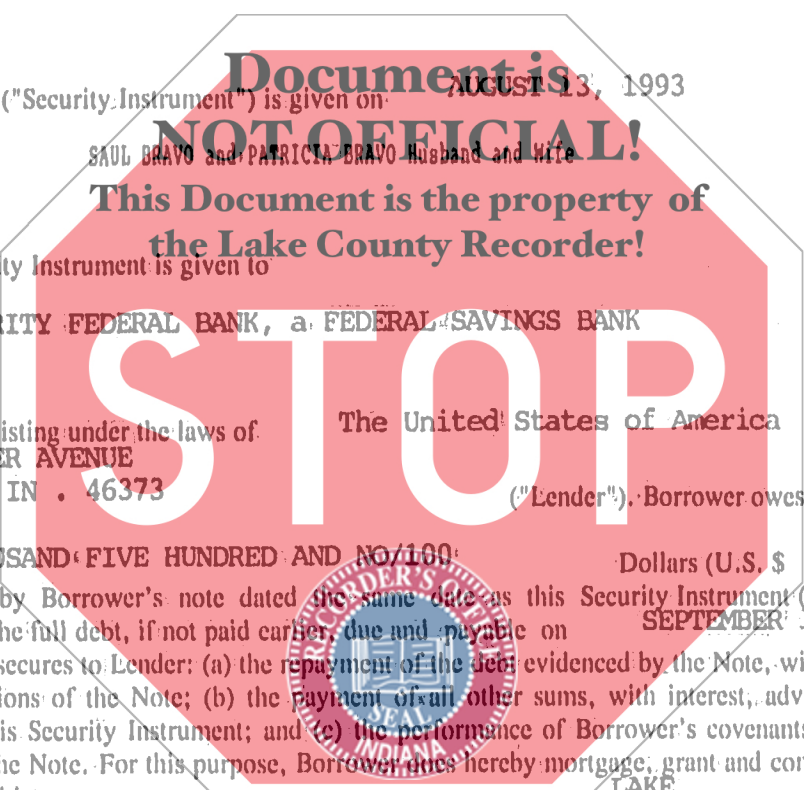 Document is
("Security Instrument") is given on AUGUST 13, 1993
NOT OFFICIAL!
SAUL BRAVO and PATRICIA BRAVO Husband and Wife
This Document is the property of
the Lake County Recorder!
ity Instrument is given to
RITY FEDERAL BANK, a FEDERAL SAVINGS BANK
STOP
isting under the laws of The United States of America
ER AVENUE
IN . 46373 ("Lender"). Borrower owes
USAND FIVE HUNDRED AND NO/100 Dollars (U.S. $
by Borrower's note dated the same date as this Security Instrument (
he full debt, if not paid earlier, due and payable on SEPTEMBER
secures to Lender: (a) the repayment of the debt evidenced by the Note, wi
ions of the Note; (b) the payment of all other sums, with interest, adv
is Security Instrument; and (c) the performance of Borrower's covenants
he Note. For this purpose, Borrower does hereby mortgage, grant and con
LAKE
RECORDER'S OFFICE
SEAL
INDIANA